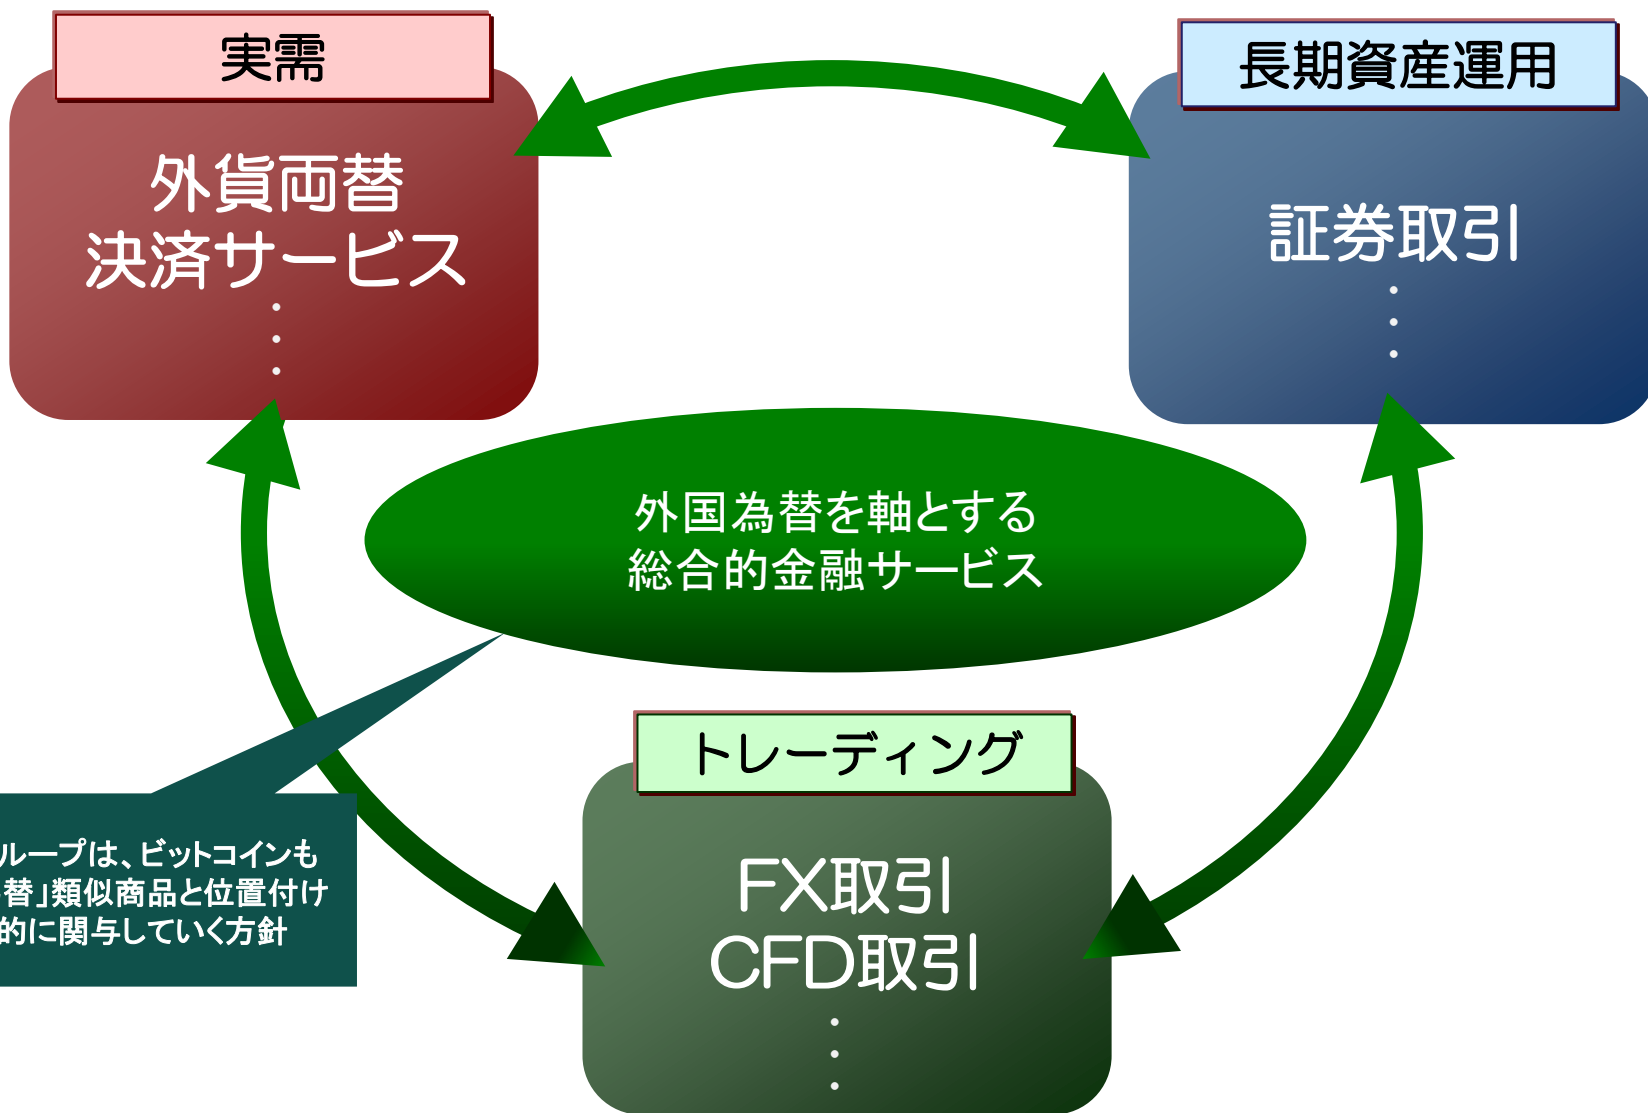 実需
外貨両替
決済サービス
・
・
・
長期資産運用
証券取引
・
・
・
外国為替を軸とする
総合的金融サービス
トレーディング
FX取引
CFD取引
・
・
・
ループは、ビットコインも
替」類似商品と位置付け
的に関与していく方針